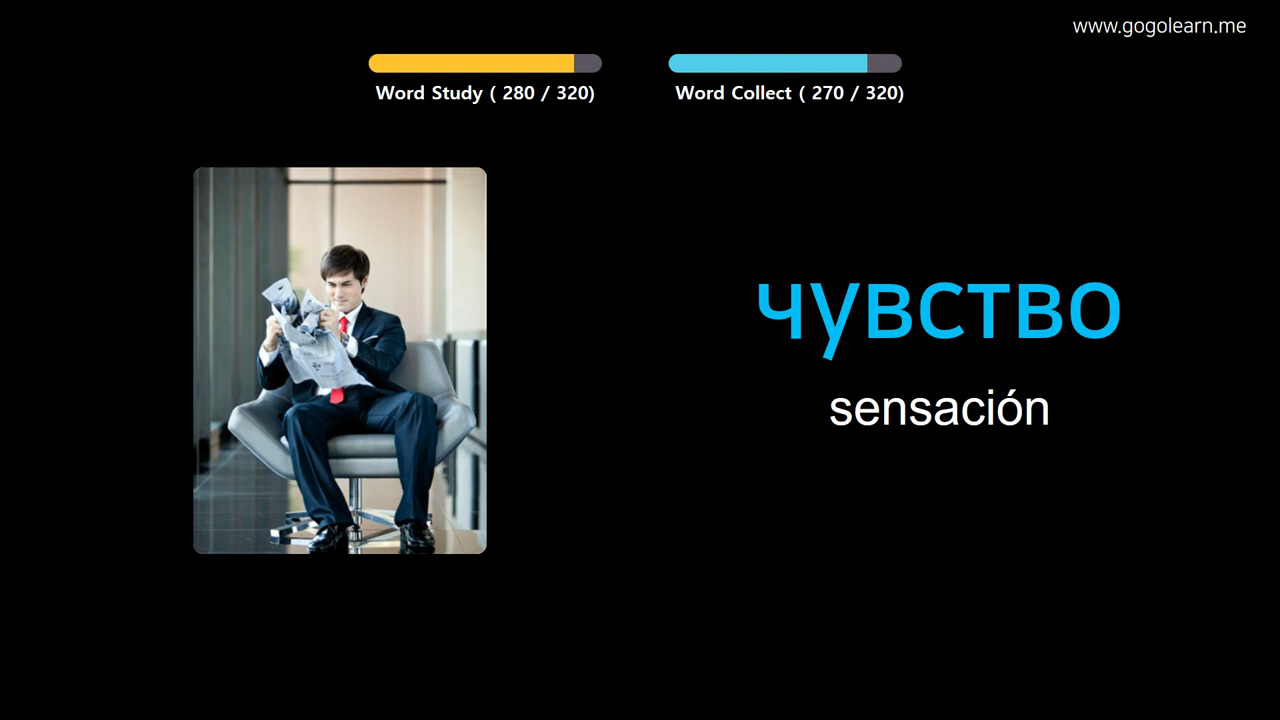 www.gogolearn.me
Word Study ( 280 / 320)
Word Collect ( 270 / 320)
чувство
sensación